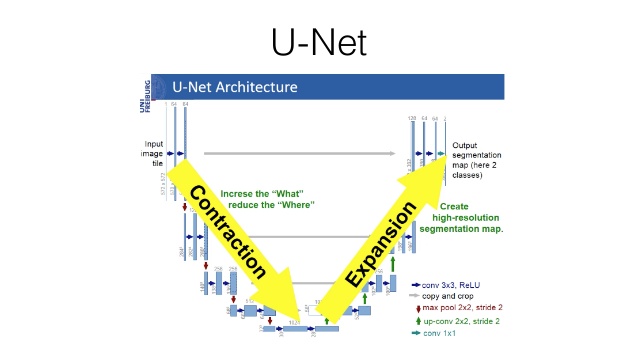 U-Net
UNI
FREIBURG
U-Net Architecture
1 64 64
128 64 64 2
Input
image
tile
Output
segmentation
map (here 2
classes)
Increse the “What”
reduce the “Where”
Contraction
Expansion
Create
high-resolution
segmentation map.
conv 3x3, ReLU
copy and crop
max pool 2x2, stride 2
up-conv 2x2, stride 2
conv 1x1